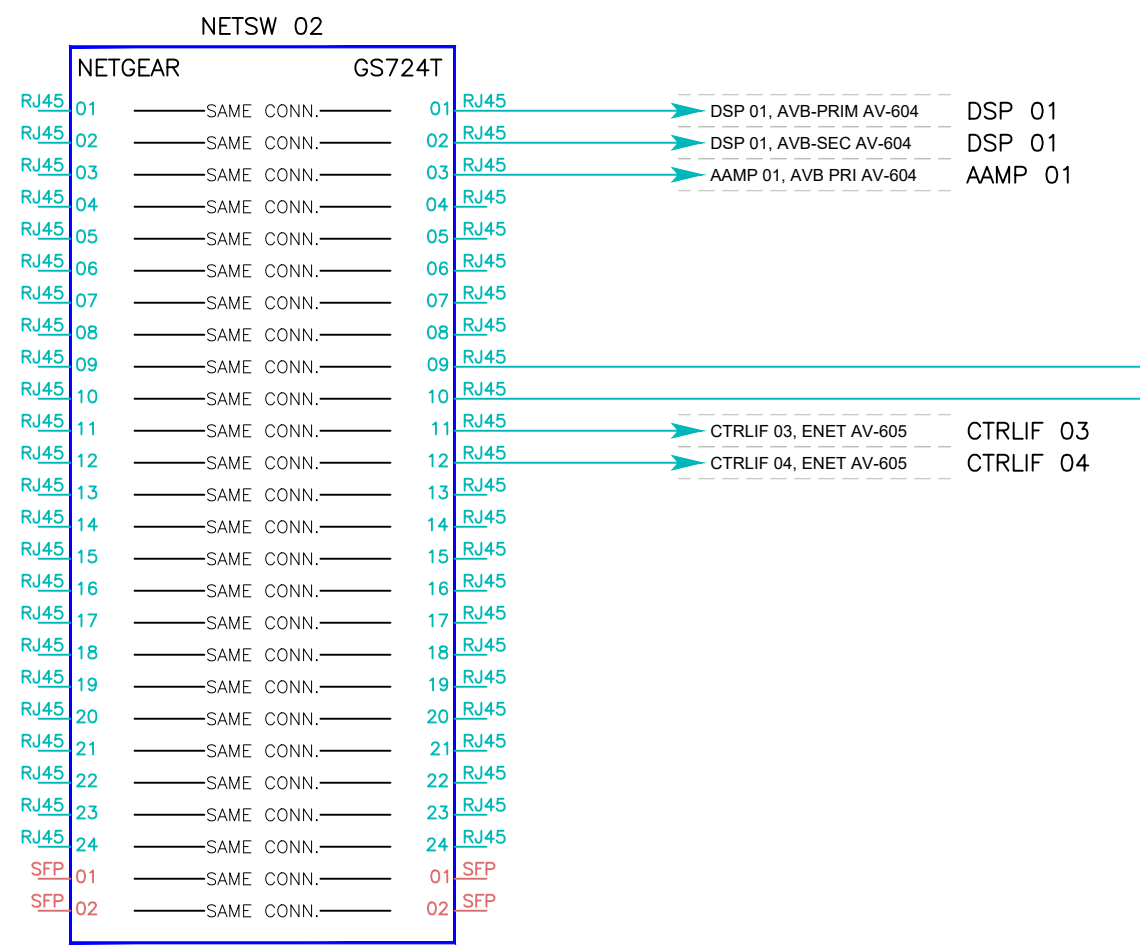 NETSW 02
NETGEAR GS724T
RJ45 01 SAME CONN. 01 RJ45 DSP 01, AVB-PRIM AV-604 DSP 01
RJ45 02 SAME CONN. 02 RJ45 DSP 01, AVB-SEC AV-604 DSP 01
RJ45 03 SAME CONN. 03 RJ45 AAMP 01, AVB PRI AV-604 AAMP 01
RJ45 04 SAME CONN. 04 RJ45
RJ45 05 SAME CONN. 05 RJ45
RJ45 06 SAME CONN. 06 RJ45
RJ45 07 SAME CONN. 07 RJ45
RJ45 08 SAME CONN. 08 RJ45
RJ45 09 SAME CONN. 09 RJ45
RJ45 10 SAME CONN. 10 RJ45
RJ45 11 SAME CONN. 11 RJ45 CTRLIF 03, ENET AV-605 CTRLIF 03
RJ45 12 SAME CONN. 12 RJ45 CTRLIF 04, ENET AV-605 CTRLIF 04
RJ45 13 SAME CONN. 13 RJ45
RJ45 14 SAME CONN. 14 RJ45
RJ45 15 SAME CONN. 15 RJ45
RJ45 16 SAME CONN. 16 RJ45
RJ45 17 SAME CONN. 17 RJ45
RJ45 18 SAME CONN. 18 RJ45
RJ45 19 SAME CONN. 19 RJ45
RJ45 20 SAME CONN. 20 RJ45
RJ45 21 SAME CONN. 21 RJ45
RJ45 22 SAME CONN. 22 RJ45
RJ45 23 SAME CONN. 23 RJ45
RJ45 24 SAME CONN. 24 RJ45
SFP 01 SAME CONN. 01 SFP
SFP 02 SAME CONN. 02 SFP